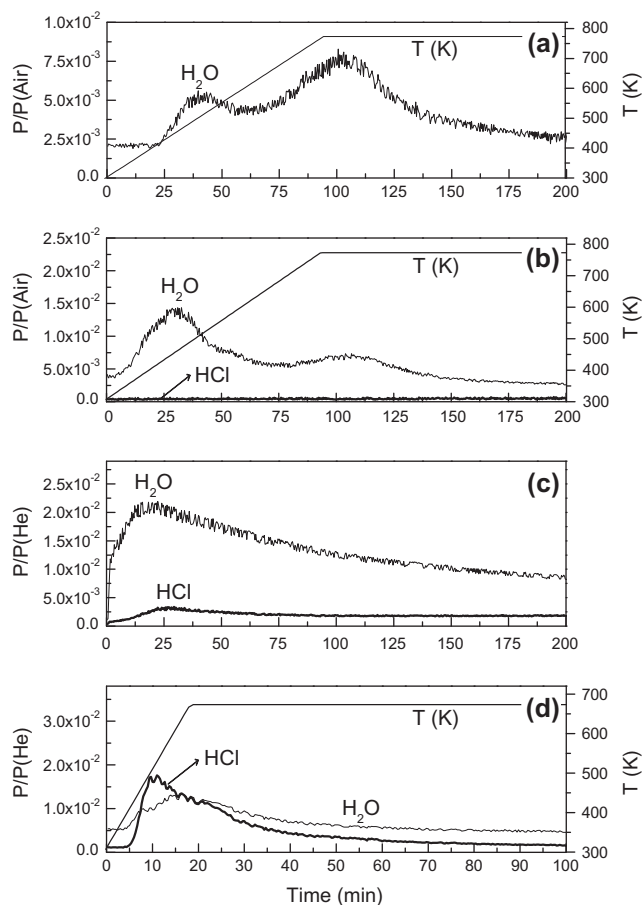 1.0x10⁻²
7.5x10⁻³
5.0x10⁻³
2.5x10⁻³
0.0
P/P(Air)
H₂O
T (K)
(a)
800
700
600
500
400
300
T (K)
0 25 50 75 100 125 150 175 200
2.5x10⁻²
2.0x10⁻²
1.5x10⁻²
1.0x10⁻²
5.0x10⁻³
0.0
P/P(Air)
H₂O
HCl
T (K)
(b)
800
700
600
500
400
300
T (K)
0 25 50 75 100 125 150 175 200
2.5x10⁻²
2.0x10⁻²
1.5x10⁻²
1.0x10⁻²
5.0x10⁻³
0.0
P/P(He)
H₂O
HCl
(c)
0 25 50 75 100 125 150 175 200
3.0x10⁻²
2.0x10⁻²
1.0x10⁻²
0.0
P/P(He)
HCl
H₂O
T (K)
(d)
700
600
500
400
300
T (K)
0 10 20 30 40 50 60 70 80 90 100
Time (min)